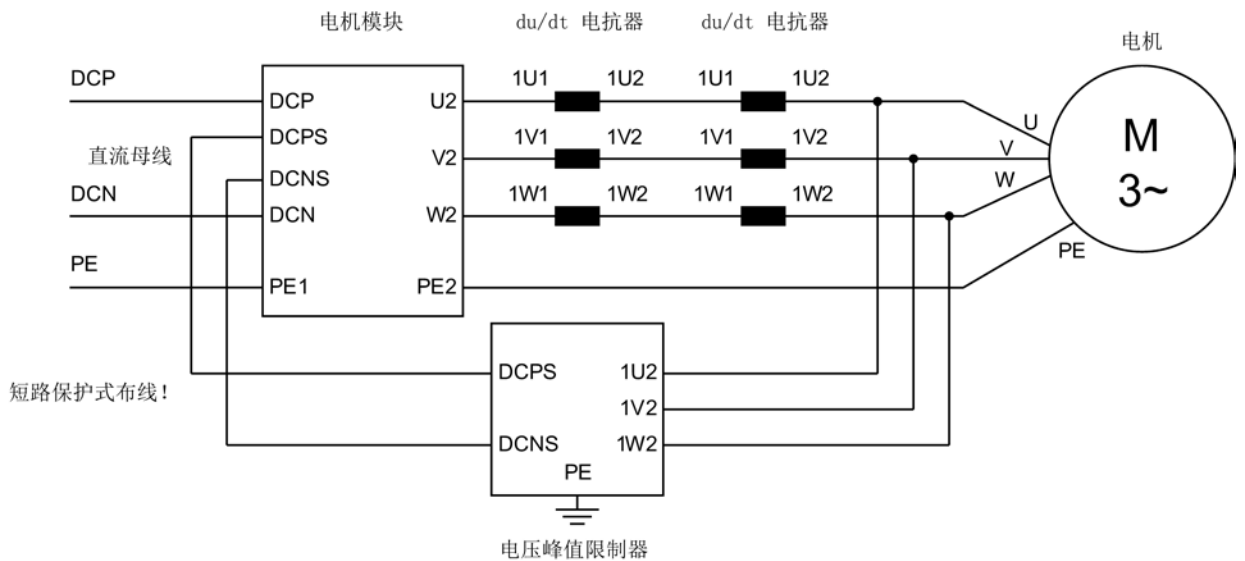 电机模块
du/dt 电抗器
du/dt 电抗器
电机
DCP
DCP
U2
1U1
1U2
1U1
1U2
U
DCPS
直流母线
V2
1V1
1V2
1V1
1V2
V
M
3~
DCNS
W
DCN
DCN
W2
1W1
1W2
1W1
1W2
PE
PE
PE1
PE2
短路保护式布线!
DCPS
1U2
1V2
DCNS
1W2
PE
电压峰值限制器